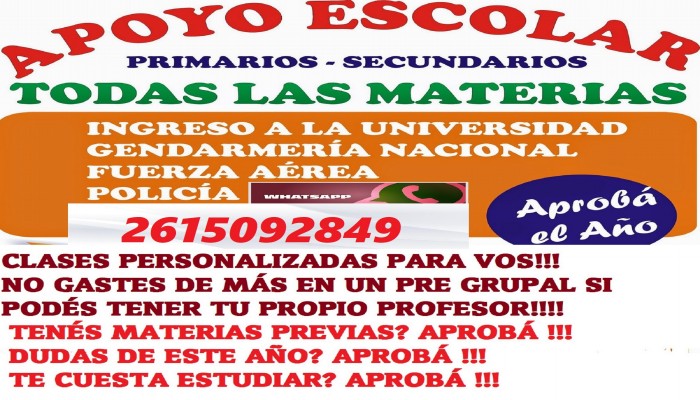 APOYO ESCOLAR
PRIMARIOS - SECUNDARIOS
TODAS LAS MATERIAS
INGRESO A LA UNIVERSIDAD
GENDARMERÍA NACIONAL
FUERZA AÉREA
POLICÍA
WHATSAPP
2615092849
Aprobá
el Año
CLASES PERSONALIZADAS PARA VOS!!!
NO GASTES DE MÁS EN UN PRE GRUPAL SI
PODÉS TENER TU PROPIO PROFESOR!!!!
TENÉS MATERIAS PREVIAS? APROBÁ !!!
DUDAS DE ESTE AÑO? APROBÁ !!!
TE CUESTA ESTUDIAR? APROBÁ !!!